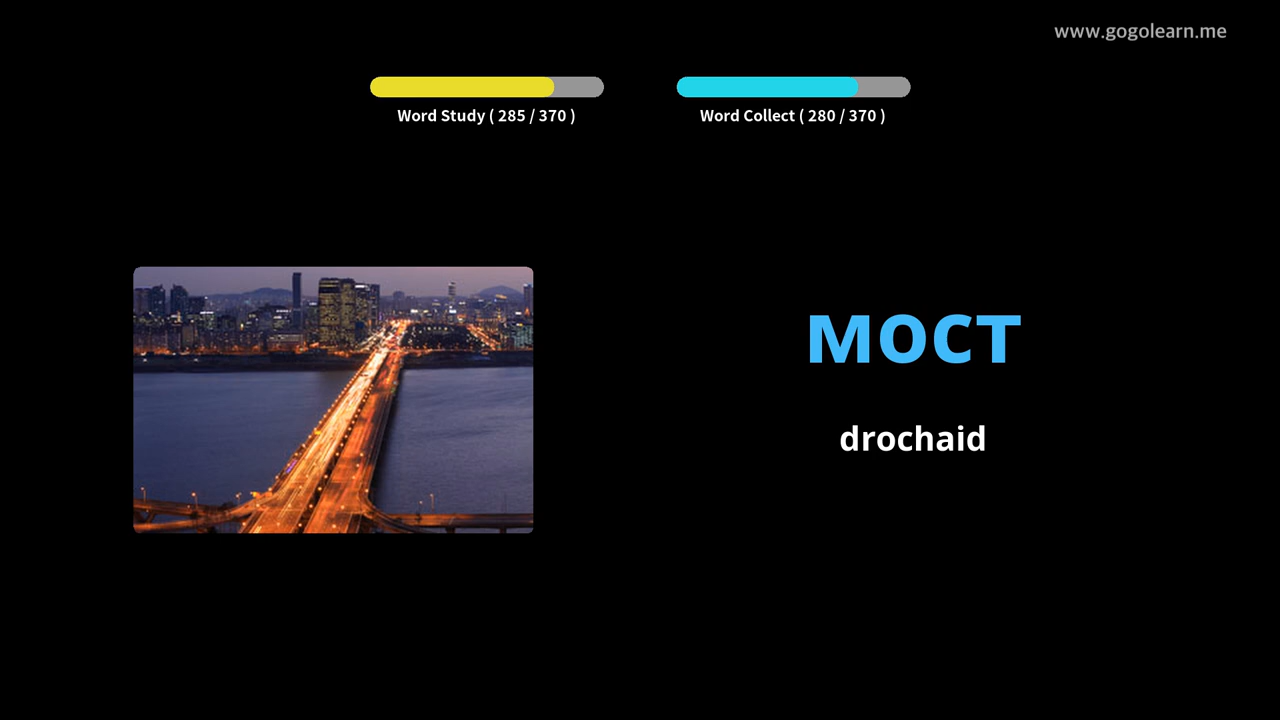 www.gogolearn.me
Word Study ( 285 / 370 )
Word Collect ( 280 / 370 )
МОСТ
drochaid